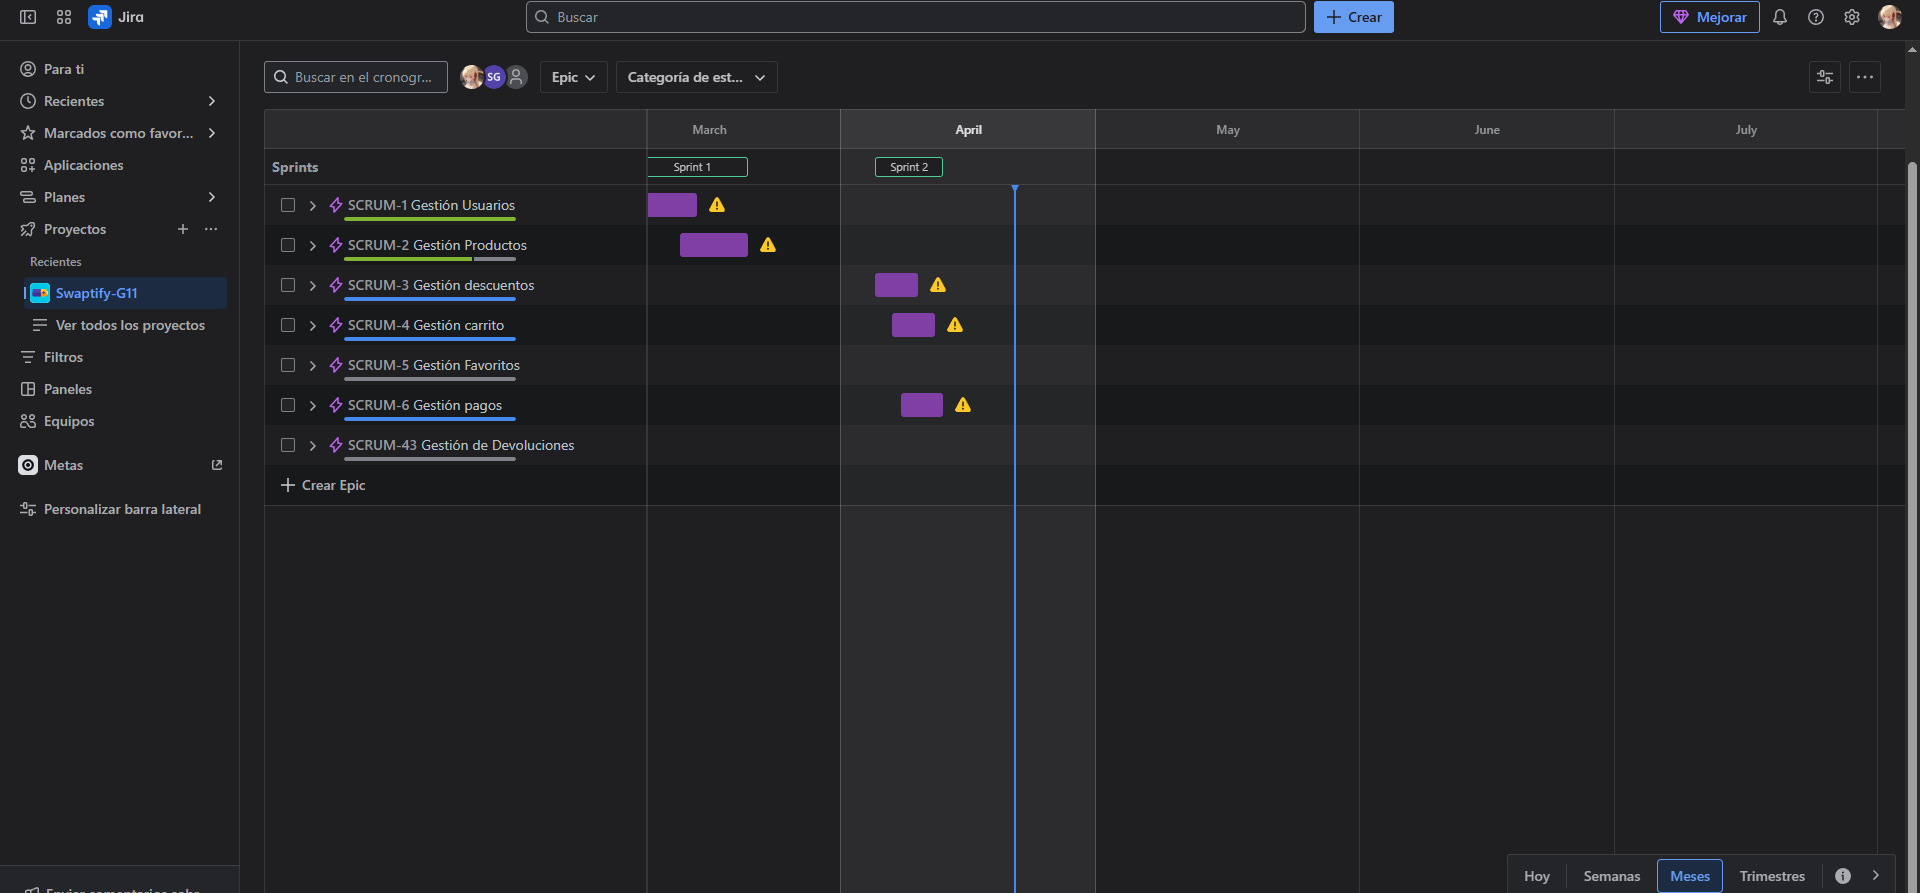 Jira
Buscar
Crear
Mejorar
Para ti
Recientes
Marcados como favor...
Aplicaciones
Planes
Proyectos
Recientes
Swaptify-G11
Ver todos los proyectos
Filtros
Paneles
Equipos
Metas
Personalizar barra lateral
Enviar comentarios sobr
Buscar en el cronogr...
SG
Epic
Categoría de est...
March
April
May
June
July
Sprints
Sprint 1
Sprint 2
SCRUM-1 Gestión Usuarios
SCRUM-2 Gestión Productos
SCRUM-3 Gestión descuentos
SCRUM-4 Gestión carrito
SCRUM-5 Gestión Favoritos
SCRUM-6 Gestión pagos
SCRUM-43 Gestión de Devoluciones
Crear Epic
Hoy
Semanas
Meses
Trimestres